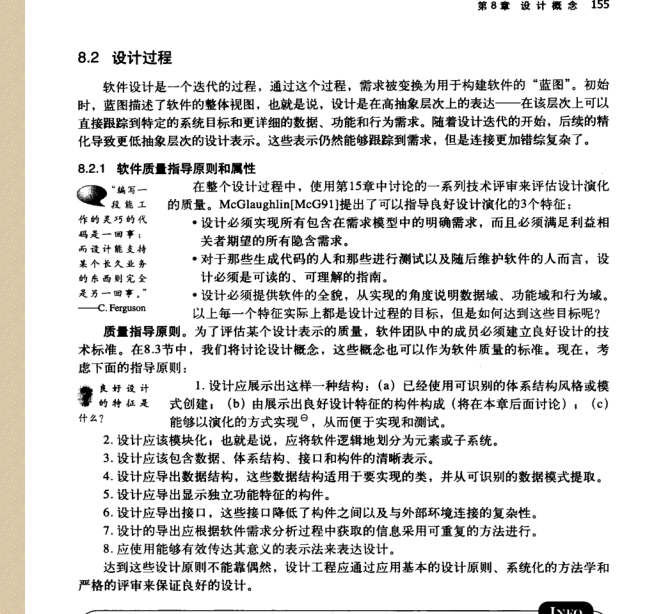 第8章 设计概念 155
8.2 设计过程
软件设计是一个迭代的过程，通过这个过程，需求被变换为用于构建软件的“蓝图”。初始
时，蓝图描述了软件的整体视图，也就是说，设计是在高抽象层次上的表达——在该层次上可以
直接跟踪到特定的系统目标和更详细的数据、功能和行为需求。随着设计迭代的开始，后续的精
化导致更低抽象层次的设计表示。这些表示仍然能够跟踪到需求，但是连接更加错综复杂了。
8.2.1 软件质量指导原则和属性
“编写一
段能工
作的灵巧的代
码是一回事；
而设计能支持
某个长久业务
的东西则完全
是另一回事。”
——C. Ferguson
在整个设计过程中，使用第15章中讨论的一系列技术评审来评估设计演化
的质量。McGlaughlin[McG91]提出了可以指导良好设计演化的3个特征：
•设计必须实现所有包含在需求模型中的明确需求，而且必须满足利益相
关者期望的所有隐含需求。
•对于那些生成代码的人和那些进行测试以及随后维护软件的人而言，设
计必须是可读的、可理解的指南。
•设计必须提供软件的全貌，从实现的角度说明数据域、功能域和行为域。
以上每一个特征实际上都是设计过程的目标，但是如何达到这些目标呢？
质量指导原则。为了评估某个设计表示的质量，软件团队中的成员必须建立良好设计的技
术标准。在8.3节中，我们将讨论设计概念，这些概念也可以作为软件质量的标准。现在，考
虑下面的指导原则：
良好设计
的特征是
什么？
1. 设计应展示出这样一种结构：（a）已经使用可识别的体系结构风格或模
式创建；（b）由展示出良好设计特征的构件构成（将在本章后面讨论）；（c）
能够以演化的方式实现⊖，从而便于实现和测试。
2. 设计应该模块化；也就是说，应将软件逻辑地划分为元素或子系统。
3. 设计应该包含数据、体系结构、接口和构件的清晰表示。
4. 设计应导出数据结构，这些数据结构适用于要实现的类，并从可识别的数据模式提取。
5. 设计应导出显示独立功能特征的构件。
6. 设计应导出接口，这些接口降低了构件之间以及与外部环境连接的复杂性。
7. 设计的导出应根据软件需求分析过程中获取的信息采用可重复的方法进行。
8. 应使用能够有效传达其意义的表示法来表达设计。
达到这些设计原则不能靠偶然，设计工程应通过应用基本的设计原则、系统化的方法学和
严格的评审来保证良好的设计。
INFO